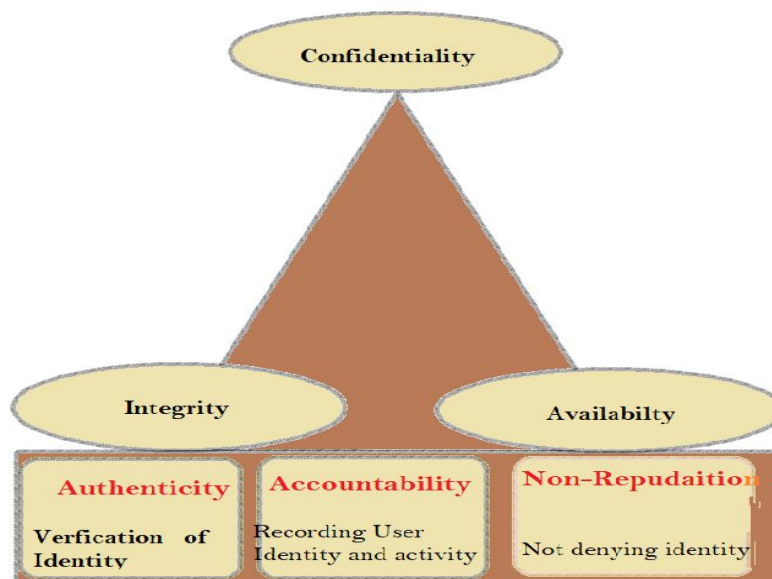 Confidentiality
Integrity
Availabilty
Authenticity
Verfication of
Identity
Accountability
Recording User
Identity and activity
Non-Repudaition
Not denying identity